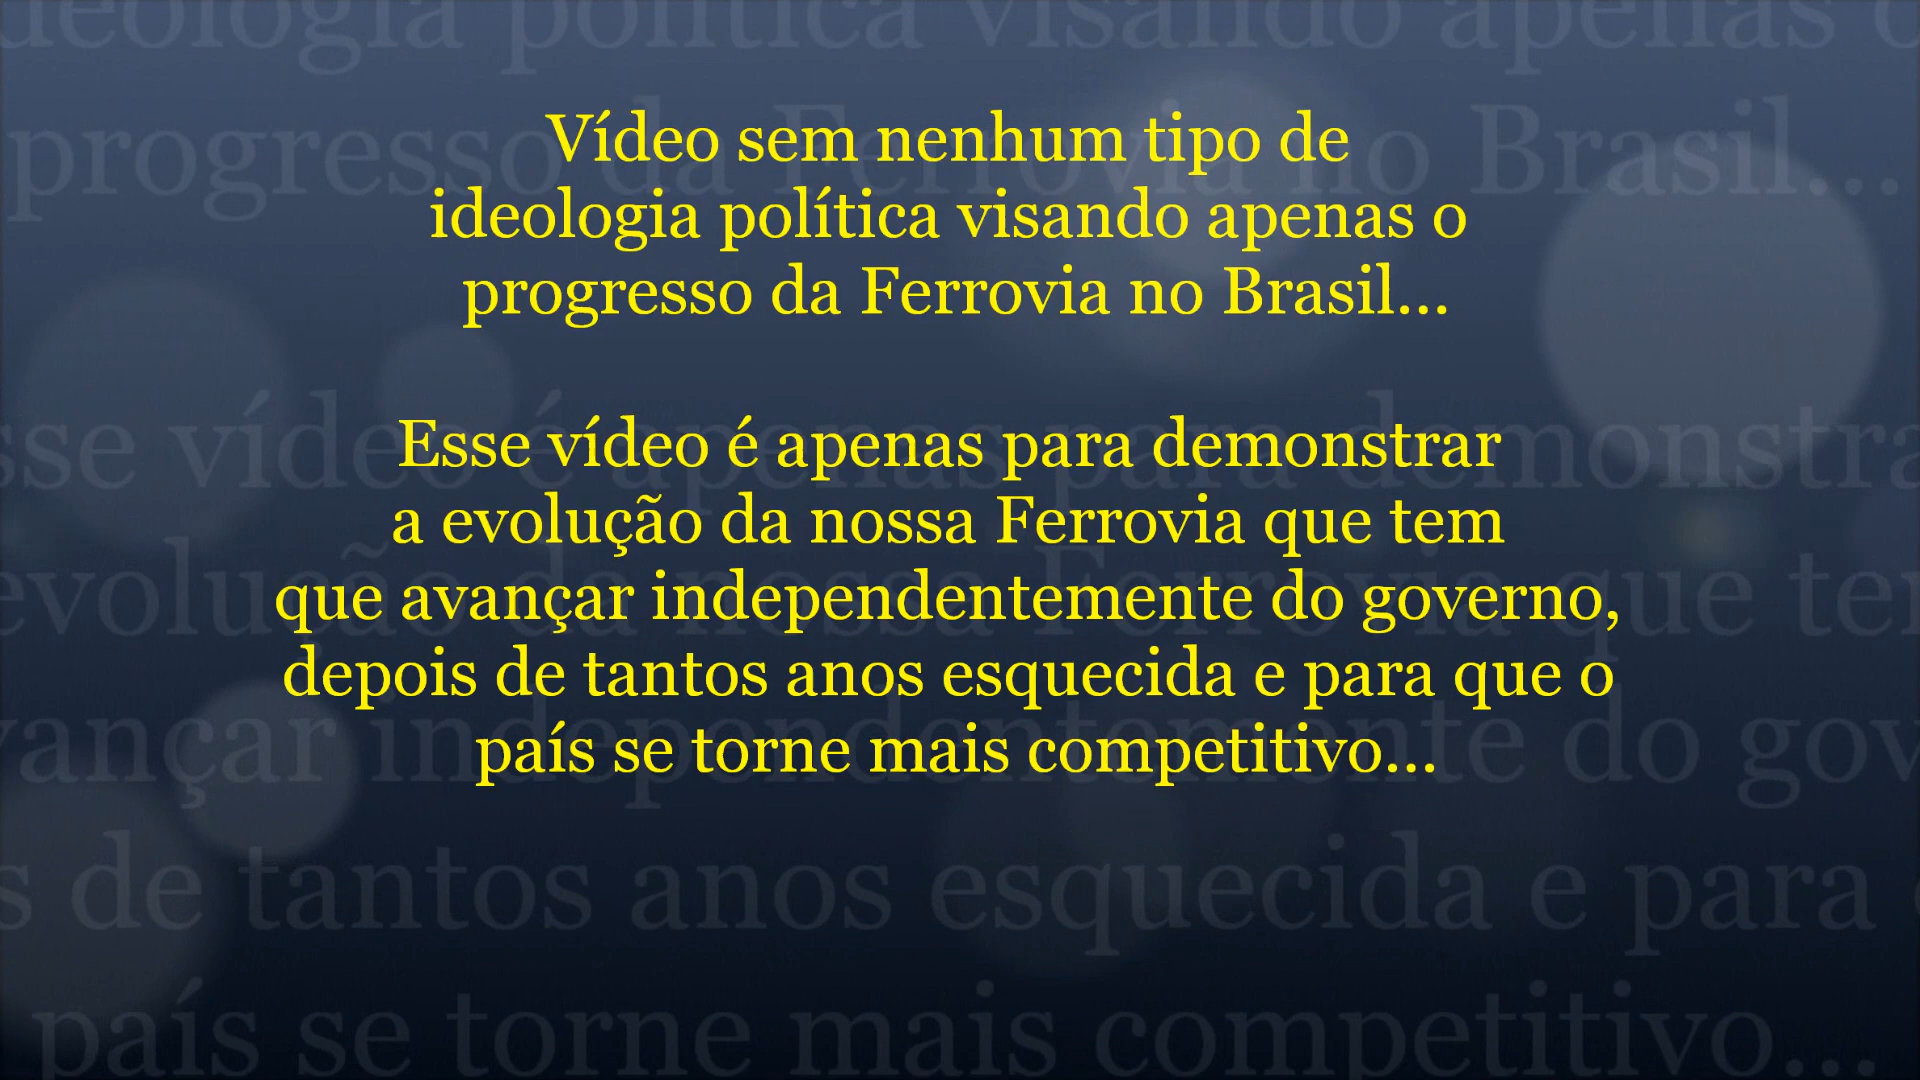 Vídeo sem nenhum tipo de
ideologia política visando apenas o
progresso da Ferrovia no Brasil...
Esse vídeo é apenas para demonstrar
a evolução da nossa Ferrovia que tem
que avançar independentemente do governo,
depois de tantos anos esquecida e para que o
país se torne mais competitivo...